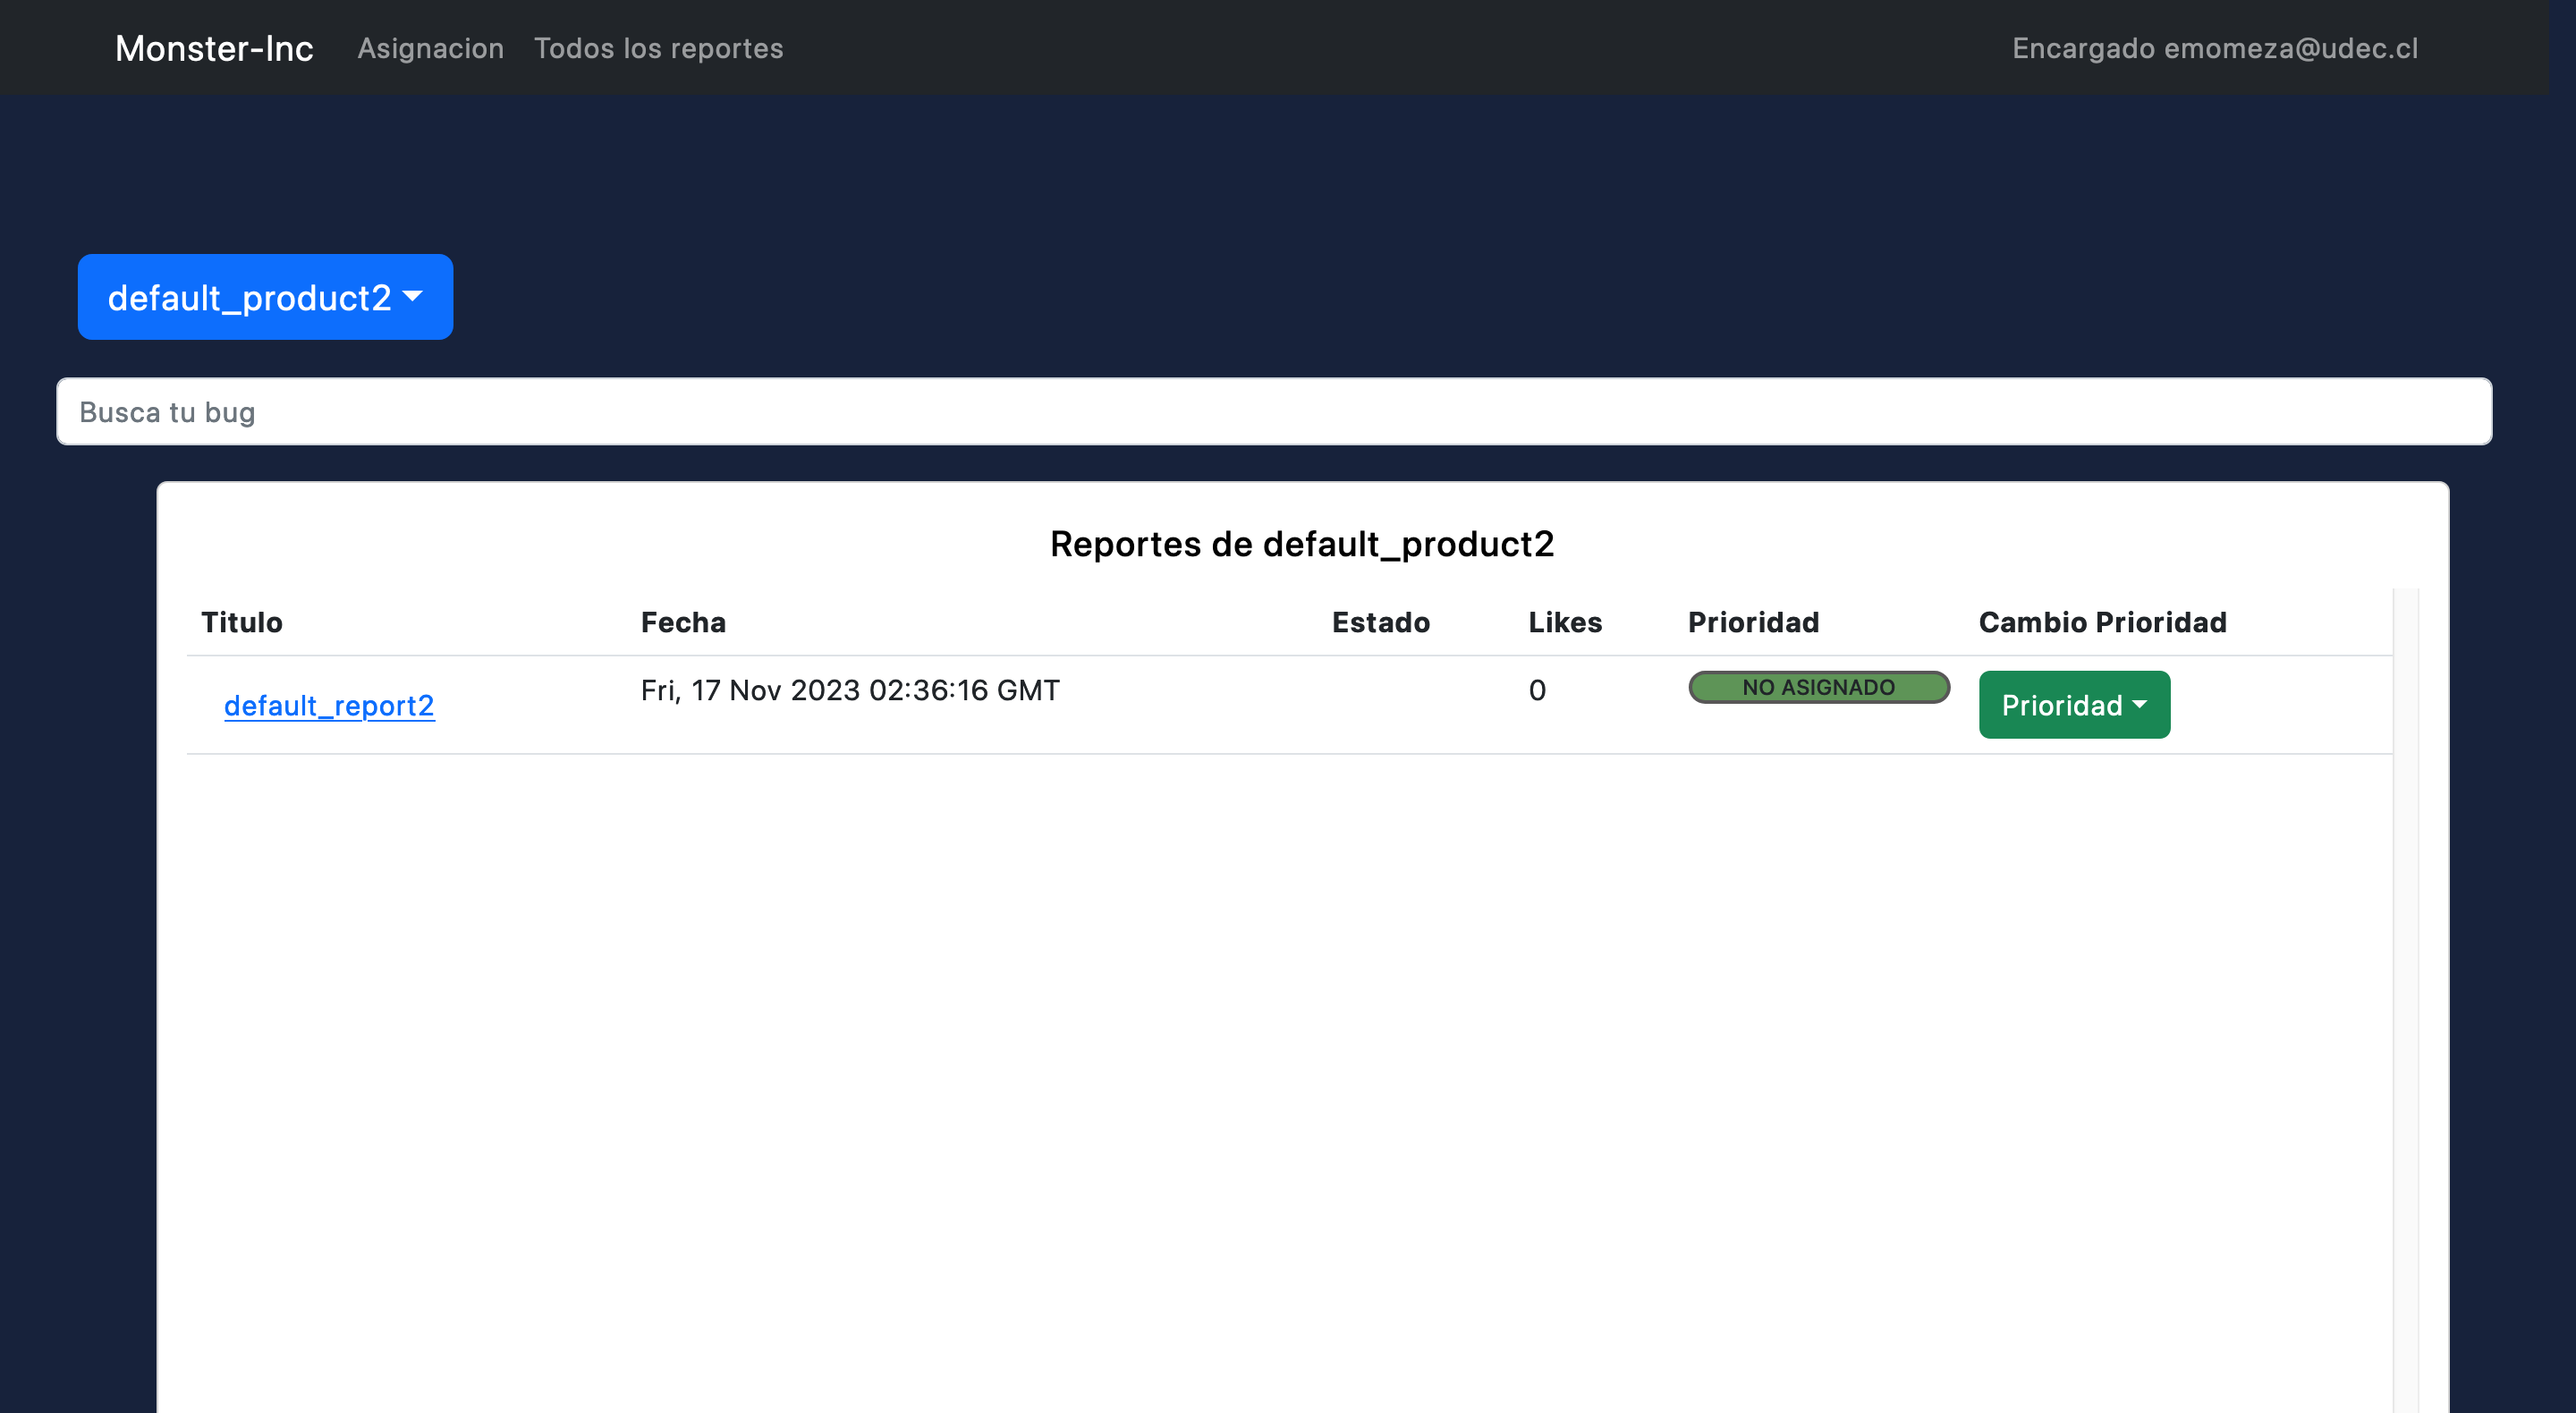 Monster-Inc Asignacion Todos los reportes Encargado emomeza@udec.cl
default_product2
Busca tu bug
Reportes de default_product2
Titulo Fecha Estado Likes Prioridad Cambio Prioridad
default_report2 Fri, 17 Nov 2023 02:36:16 GMT 0 NO ASIGNADO Prioridad